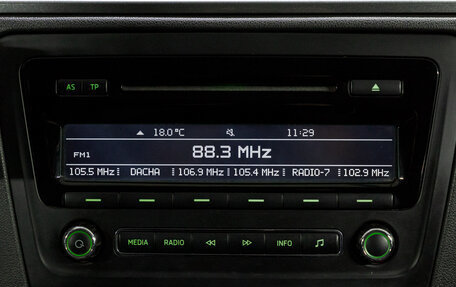 AS TP
18.0 °C 11:29
FM1 88.3 MHz
105.5 MHz DACHA 106.9 MHz 105.4 MHz RADIO-7 102.9 MHz
MEDIA RADIO INFO